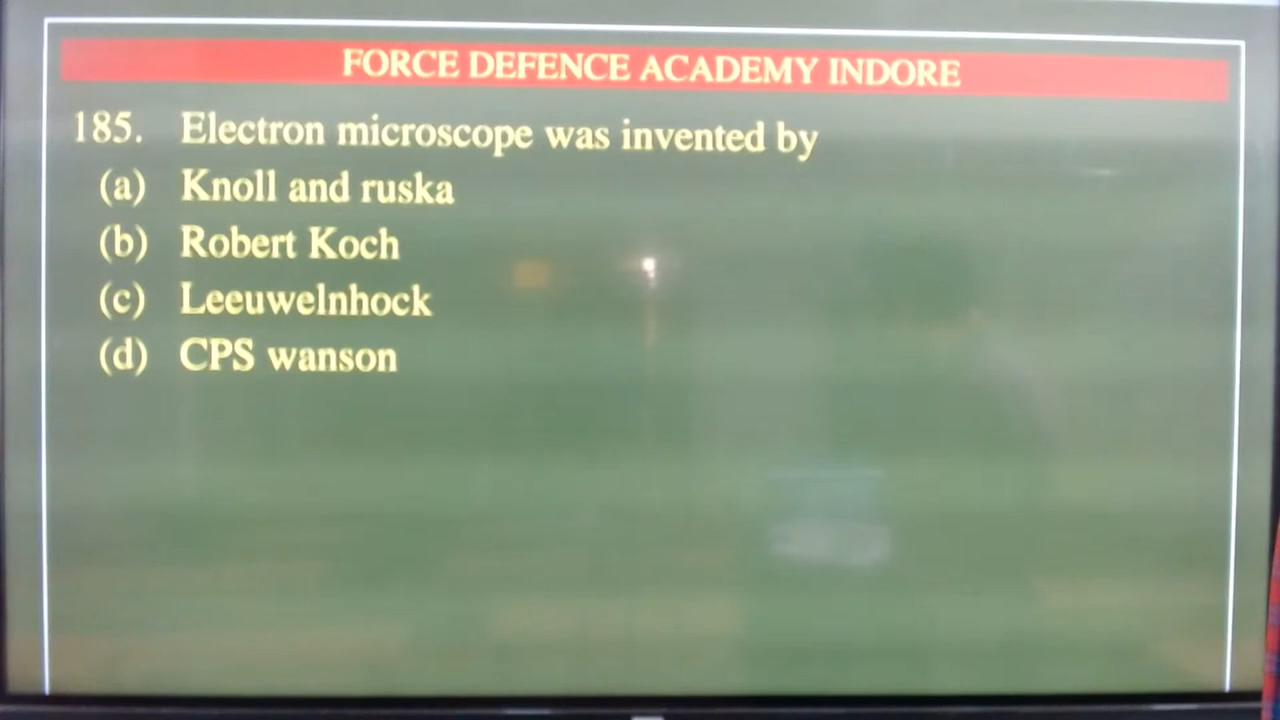 FORCE DEFENCE ACADEMY INDORE
185. Electron microscope was invented by
(a) Knoll and ruska
(b) Robert Koch
(c) Leeuwelnhock
(d) CPS wanson